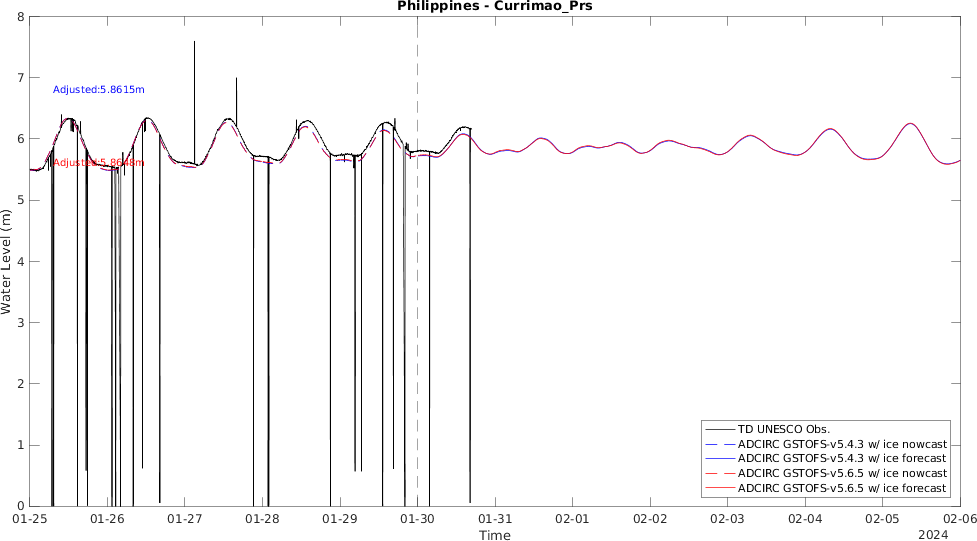 Philippines - Currimao_Prs
8
7
6
5
4
3
2
1
0
Water Level (m)
Adjusted:5.8615m
Adjusted:5.8648m
TD UNESCO Obs.
ADCIRC GSTOFS-v5.4.3 w/ ice nowcast
ADCIRC GSTOFS-v5.4.3 w/ ice forecast
ADCIRC GSTOFS-v5.6.5 w/ ice nowcast
ADCIRC GSTOFS-v5.6.5 w/ ice forecast
01-25 01-26 01-27 01-28 01-29 01-30 01-31 02-01 02-02 02-03 02-04 02-05 02-06
Time
2024